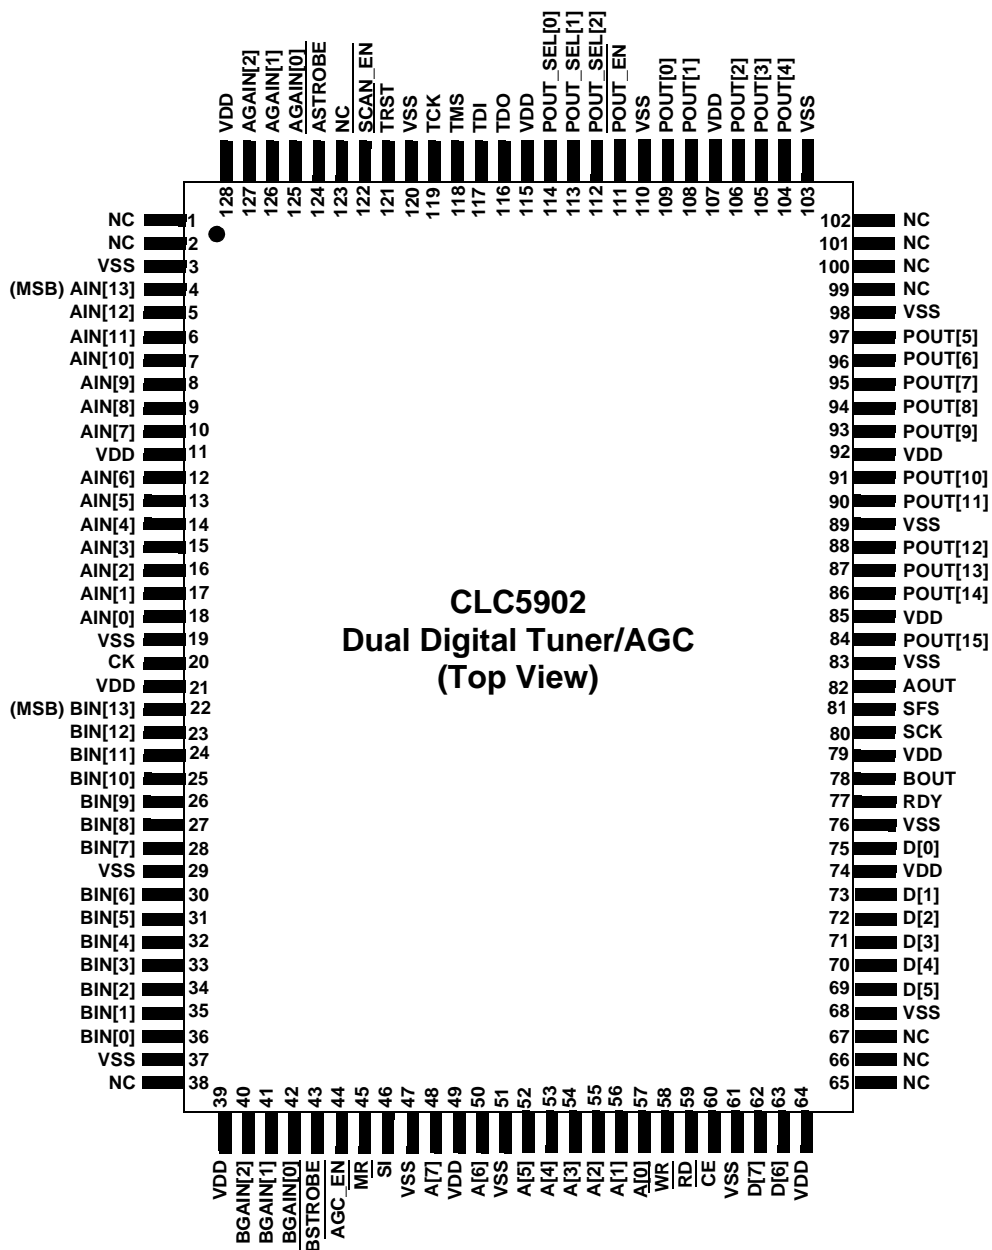 VDD
AGAIN[2]
AGAIN[1]
AGAIN[0]
ASTROBE
NC
SCAN_EN
TRST
VSS
TCK
TMS
TDI
TDO
VDD
POUT_SEL[0]
POUT_SEL[1]
POUT_SEL[2]
POUT_EN
VSS
POUT[0]
POUT[1]
VDD
POUT[2]
POUT[3]
POUT[4]
VSS
128
127
126
125
124
123
122
121
120
119
118
117
116
115
114
113
112
111
110
109
108
107
106
105
104
103
NC 1
NC 2
VSS 3
(MSB) AIN[13] 4
AIN[12] 5
AIN[11] 6
AIN[10] 7
AIN[9] 8
AIN[8] 9
AIN[7] 10
VDD 11
AIN[6] 12
AIN[5] 13
AIN[4] 14
AIN[3] 15
AIN[2] 16
AIN[1] 17
AIN[0] 18
VSS 19
CK 20
VDD 21
(MSB) BIN[13] 22
BIN[12] 23
BIN[11] 24
BIN[10] 25
BIN[9] 26
BIN[8] 27
BIN[7] 28
VSS 29
BIN[6] 30
BIN[5] 31
BIN[4] 32
BIN[3] 33
BIN[2] 34
BIN[1] 35
BIN[0] 36
VSS 37
NC 38
CLC5902
Dual Digital Tuner/AGC
(Top View)
102 NC
101 NC
100 NC
99 NC
98 VSS
97 POUT[5]
96 POUT[6]
95 POUT[7]
94 POUT[8]
93 POUT[9]
92 VDD
91 POUT[10]
90 POUT[11]
89 VSS
88 POUT[12]
87 POUT[13]
86 POUT[14]
85 VDD
84 POUT[15]
83 VSS
82 AOUT
81 SFS
80 SCK
79 VDD
78 BOUT
77 RDY
76 VSS
75 D[0]
74 VDD
73 D[1]
72 D[2]
71 D[3]
70 D[4]
69 D[5]
68 VSS
67 NC
66 NC
65 NC
39
40
41
42
43
44
45
46
47
48
49
50
51
52
53
54
55
56
57
58
59
60
61
62
63
64
VDD
BGAIN[2]
BGAIN[1]
BGAIN[0]
BSTROBE
AGC_EN
MR
SI
VSS
A[7]
VDD
A[6]
VSS
A[5]
A[4]
A[3]
A[2]
A[1]
A[0]
WR
RD
CE
VSS
D[7]
D[6]
VDD